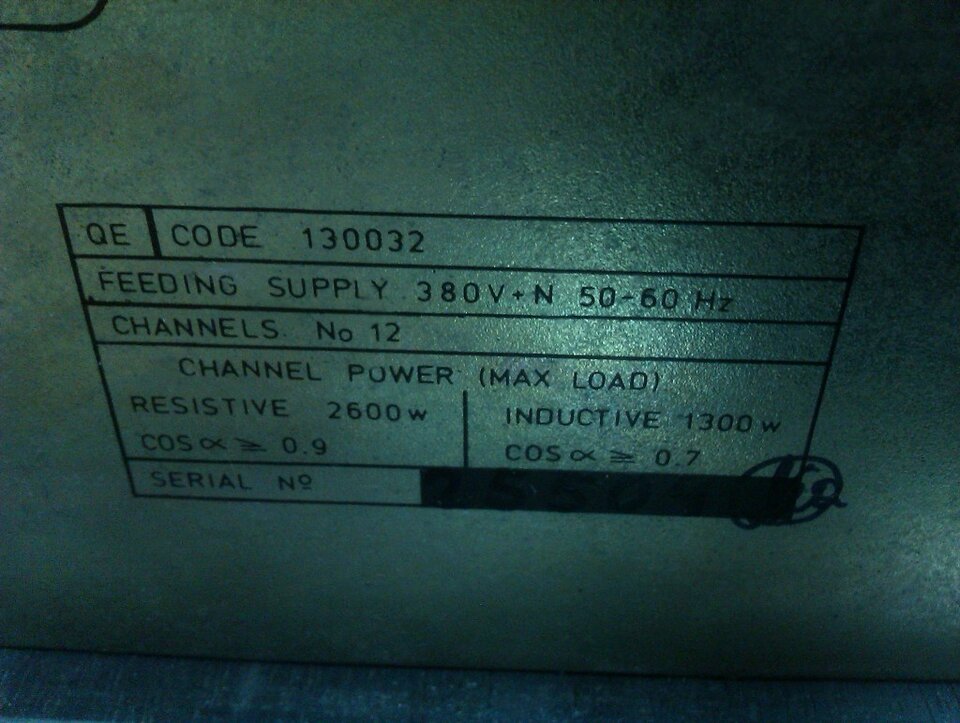 QE CODE 130032
FEEDING SUPPLY 380V+N 50-60 Hz
CHANNELS. No 12
CHANNEL POWER (MAX LOAD)
RESISTIVE 2600w
COS ∝ ≥ 0.9
INDUCTIVE 1300w
COS ∝ ≥ 0.7
SERIAL Nº